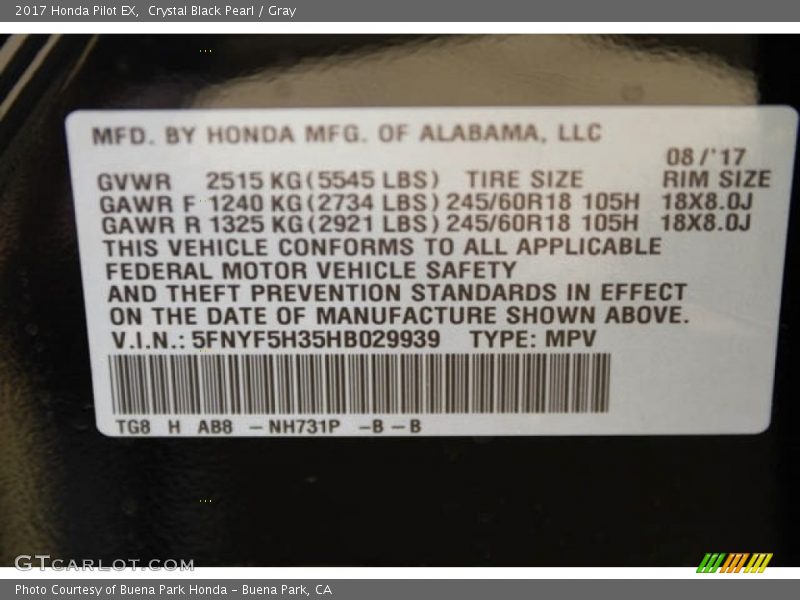 2017 Honda Pilot EX,  Crystal Black Pearl / Gray
MFD. BY HONDA MFG. OF ALABAMA, LLC
08/'17
GVWR 2515 KG(5545 LBS) TIRE SIZE RIM SIZE
GAWR F 1240 KG(2734 LBS) 245/60R18 105H 18X8.0J
GAWR R 1325 KG(2921 LBS) 245/60R18 105H 18X8.0J
THIS VEHICLE CONFORMS TO ALL APPLICABLE
FEDERAL MOTOR VEHICLE SAFETY
AND THEFT PREVENTION STANDARDS IN EFFECT
ON THE DATE OF MANUFACTURE SHOWN ABOVE.
V.I.N.: 5FNYF5H35HB029939 TYPE: MPV
TG8 H AB8 – NH731P –B – B
GTCARLOT.COM
Photo Courtesy of Buena Park Honda – Buena Park, CA